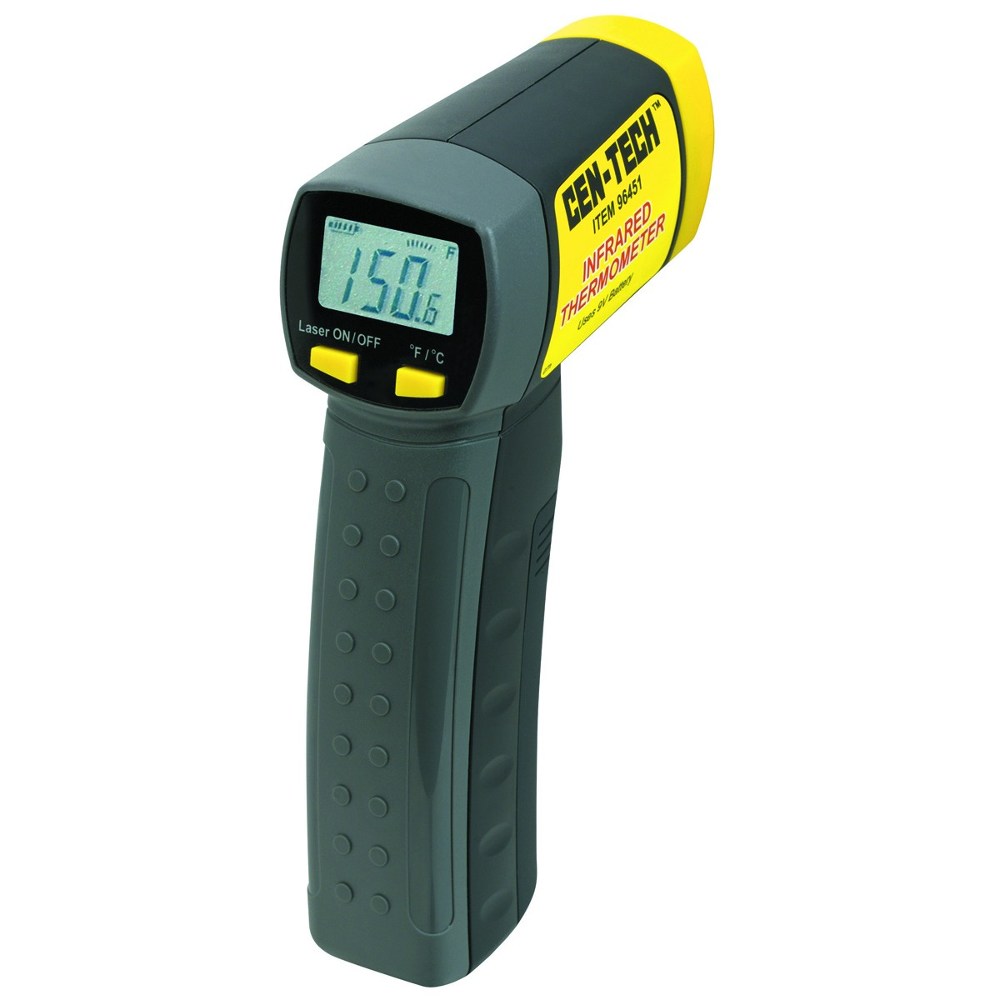 CEN-TECH™
ITEM 96451
INFRARED
THERMOMETER
Uses 9V Battery
F
150.6
Laser ON/OFF
°F/°C